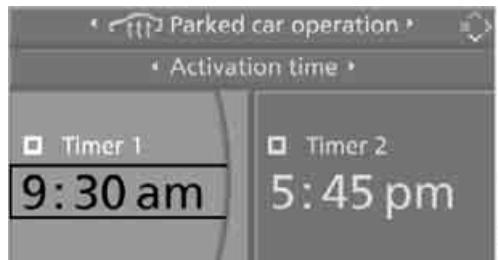 Parked car operation
Activation time
Timer 1
9:30 am
Timer 2
5:45 pm